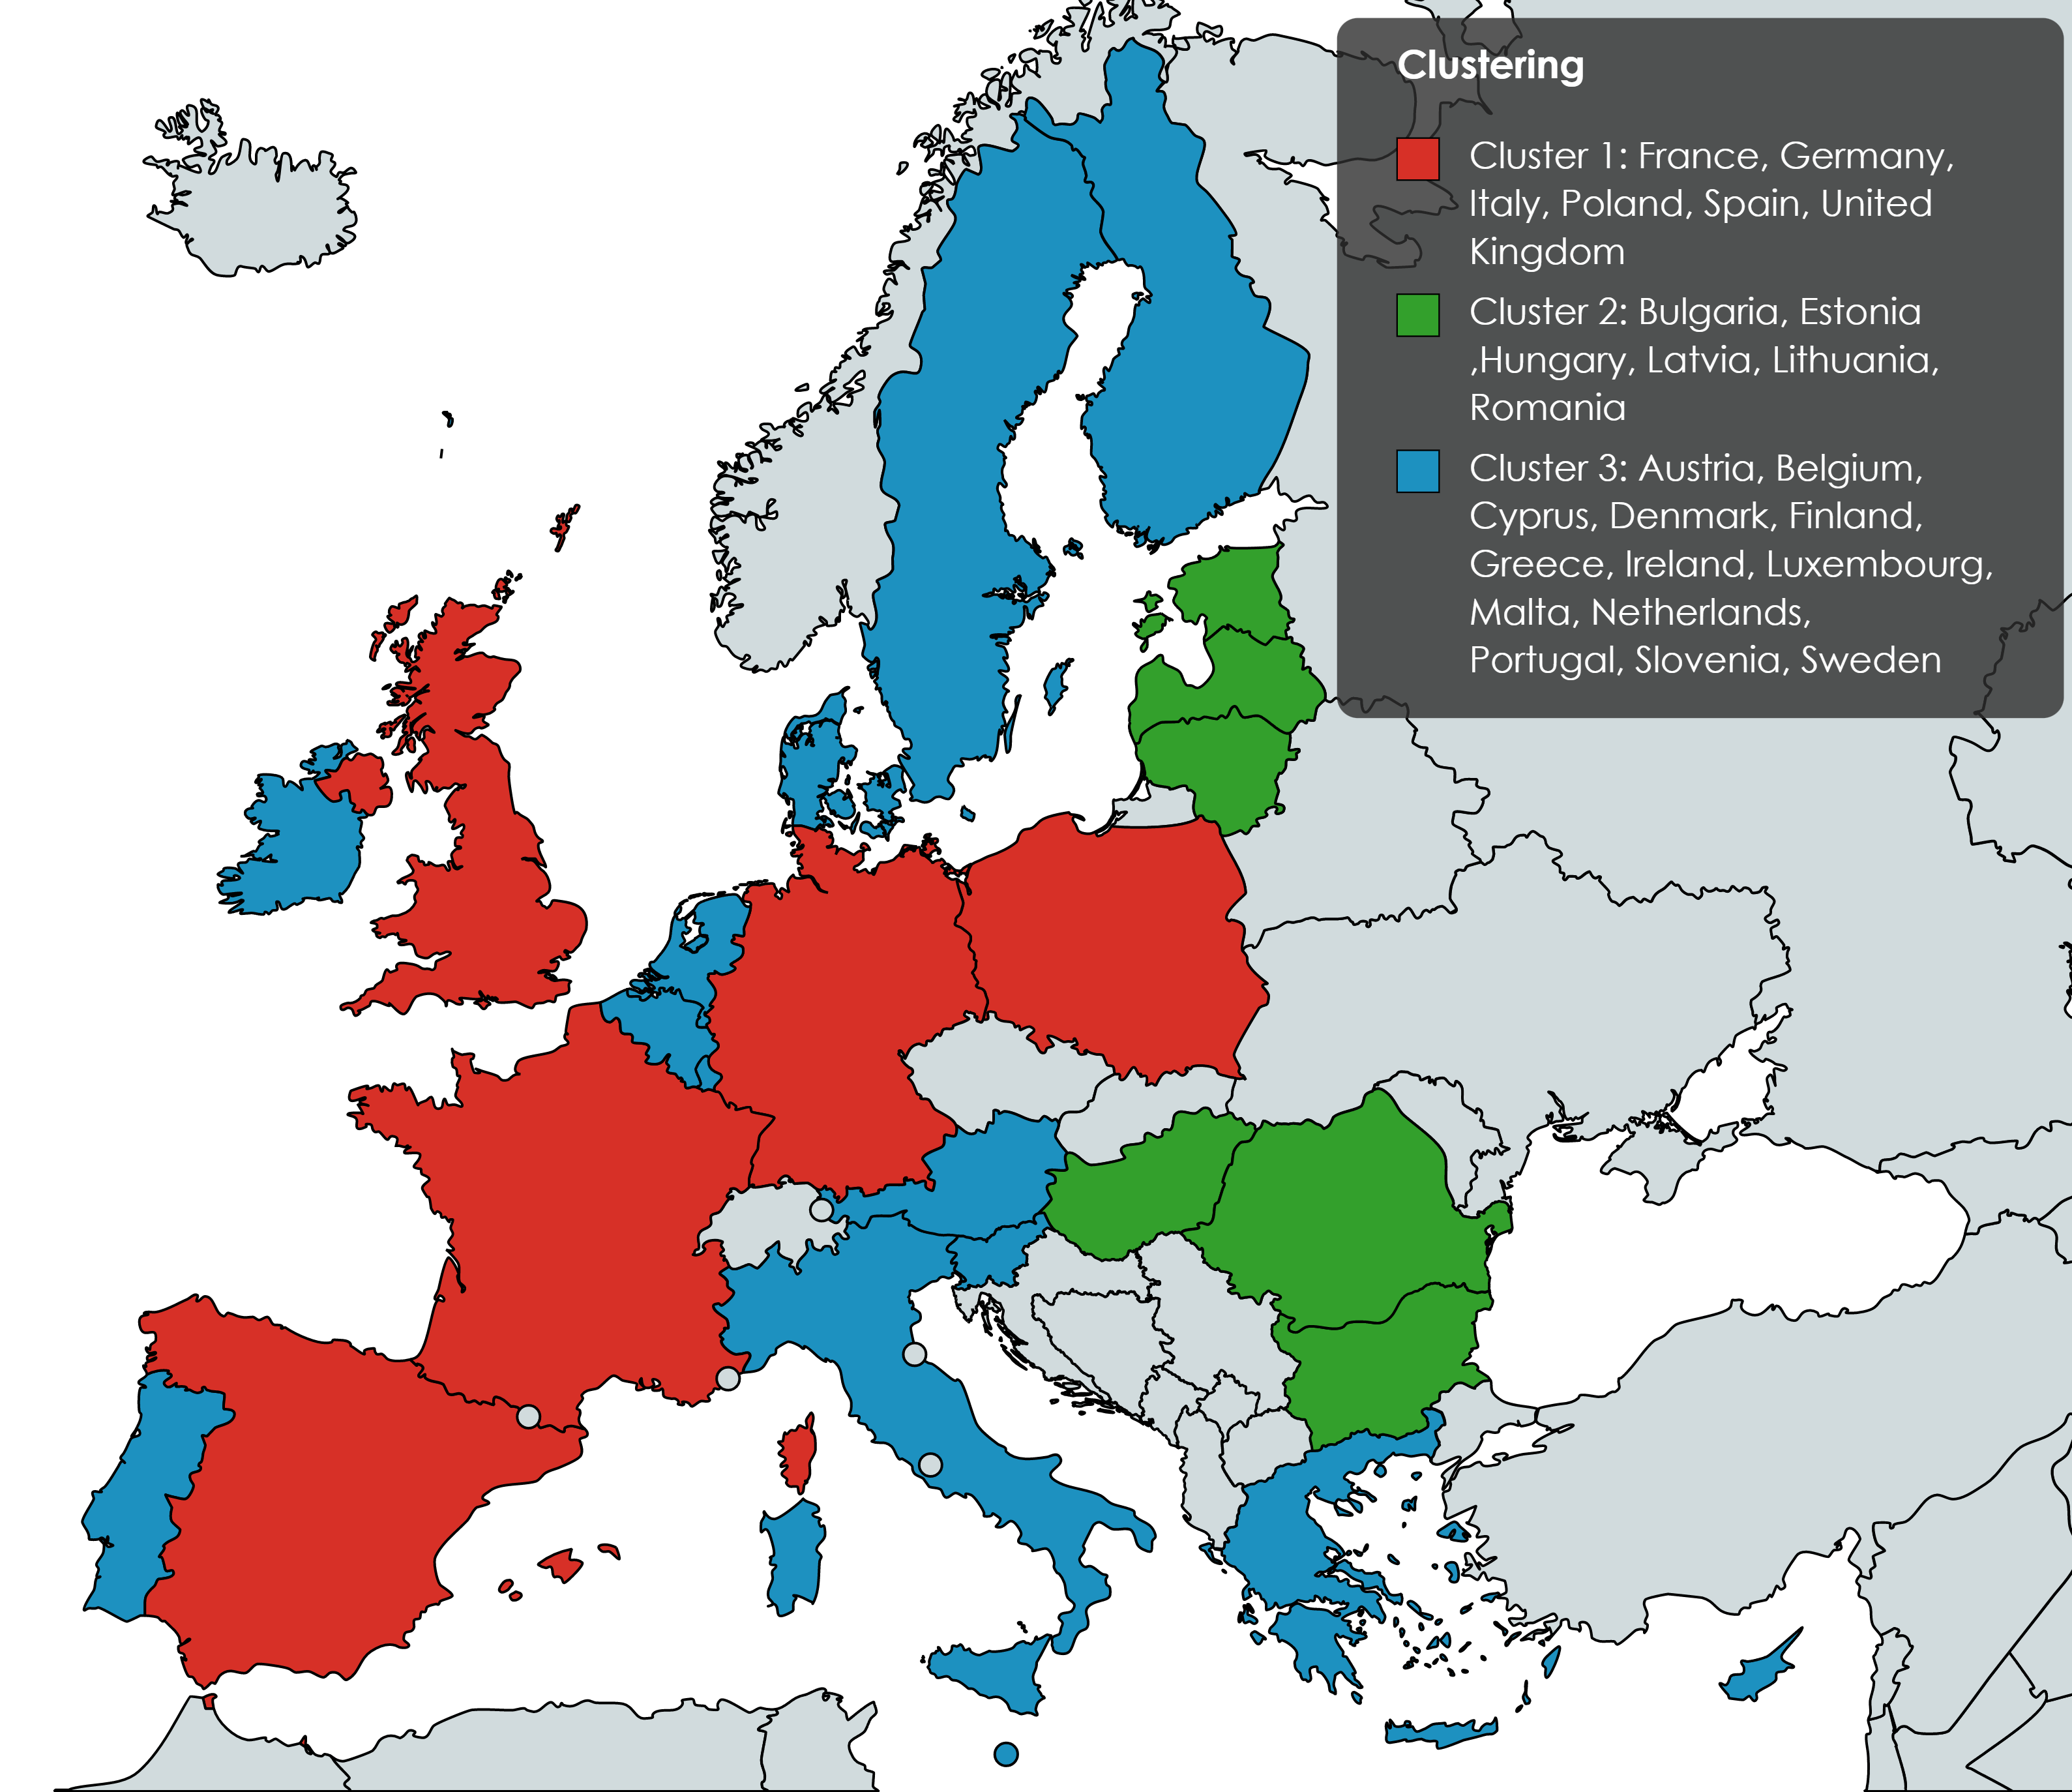 Clustering
Cluster 1: France, Germany,
Italy, Poland, Spain, United
Kingdom
Cluster 2: Bulgaria, Estonia
,Hungary, Latvia, Lithuania,
Romania
Cluster 3: Austria, Belgium,
Cyprus, Denmark, Finland,
Greece, Ireland, Luxembourg,
Malta, Netherlands,
Portugal, Slovenia, Sweden